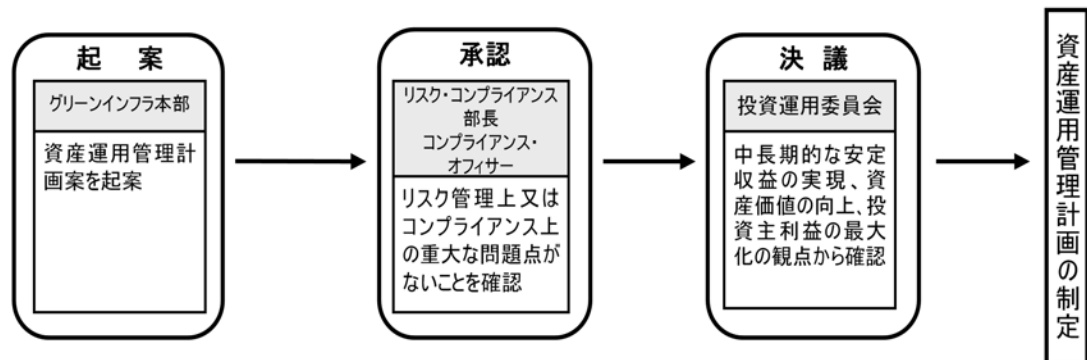 起　案
グリーンインフラ本部
資産運用管理計
画案を起案
承認
リスク・コンプライアンス
部長
コンプライアンス・
オフィサー
リスク管理上又は
コンプライアンス上
の重大な問題点が
ないことを確認
決　議
投資運用委員会
中長期的な安定
収益の実現、資
産価値の向上、投
資主利益の最大
化の観点から確認
資産運用管理計画の制定